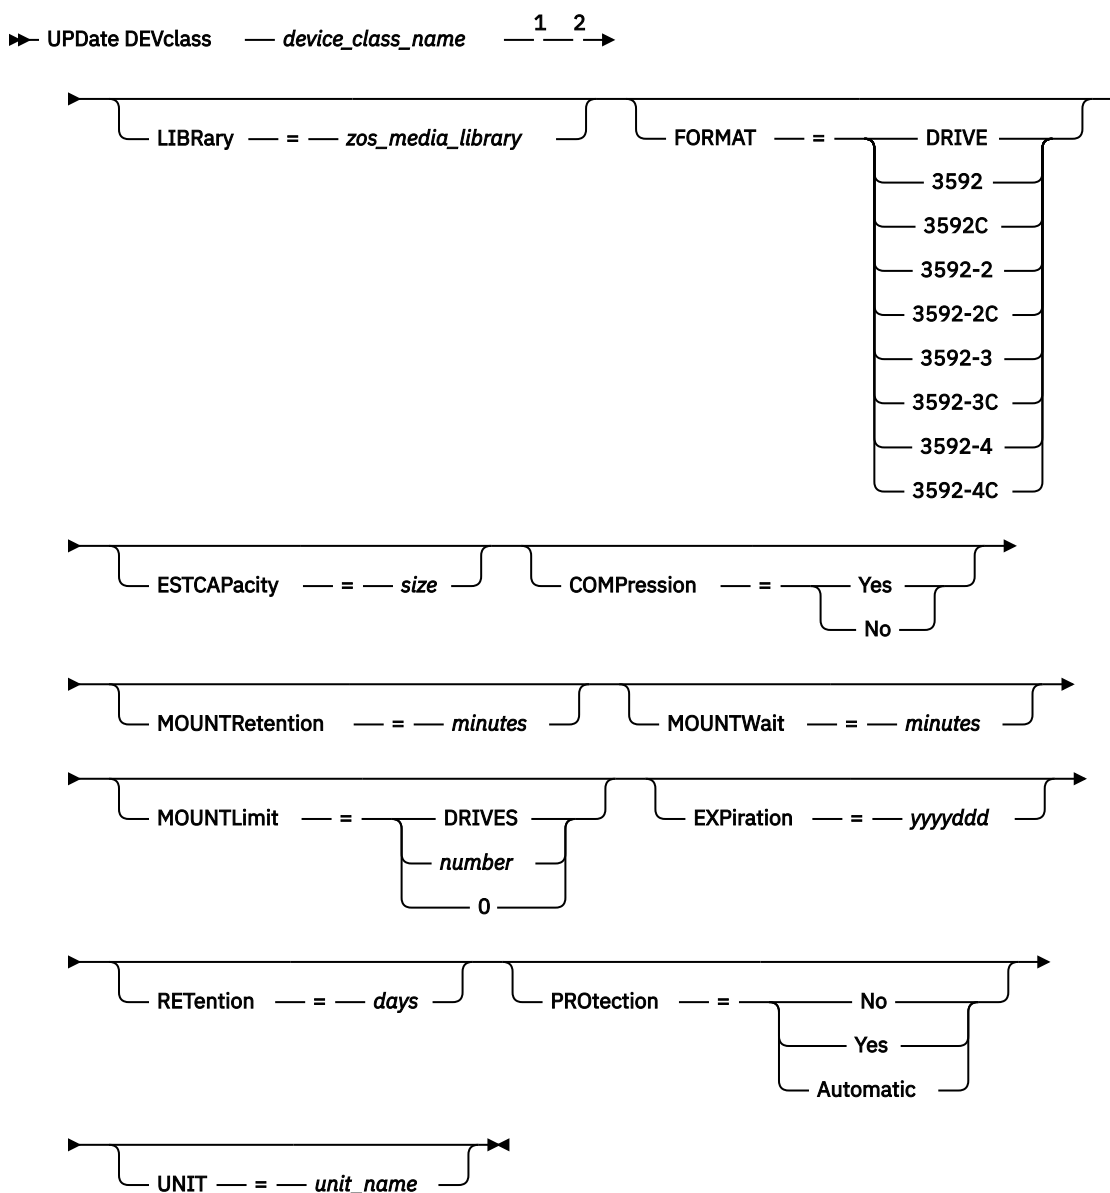 1 2
UPDate DEVclass device_class_name
LIBRary = zos_media_library FORMAT = DRIVE
3592
3592C
3592-2
3592-2C
3592-3
3592-3C
3592-4
3592-4C
ESTCAPacity = size COMPression = Yes
No
MOUNTRetention = minutes MOUNTWait = minutes
MOUNTLimit = DRIVES EXPiration = yyyyddd
number
0
RETention = days PROtection = No
Yes
Automatic
UNIT = unit_name